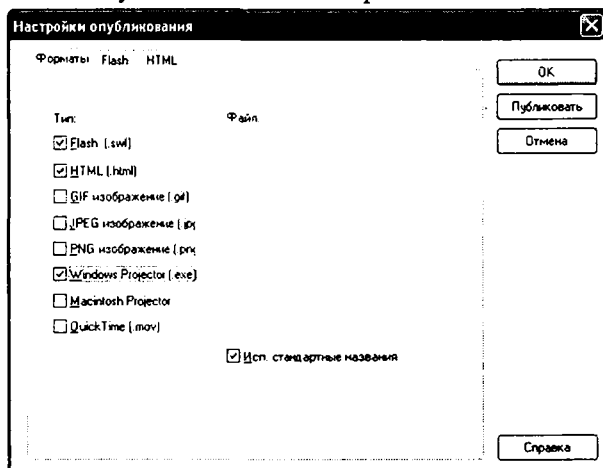 Настройки опубликования
Форматы Flash HTML
OK
Публиковать
Отмена
Тип: Файл:
Flash (.swf)
HTML (.html)
GIF изображение (.gif)
JPEG изображение (.jpg
PNG изображение (.png
Windows Projector (.exe)
Macintosh Projector
QuickTime (.mov)
Исп. стандартные названия
Справка